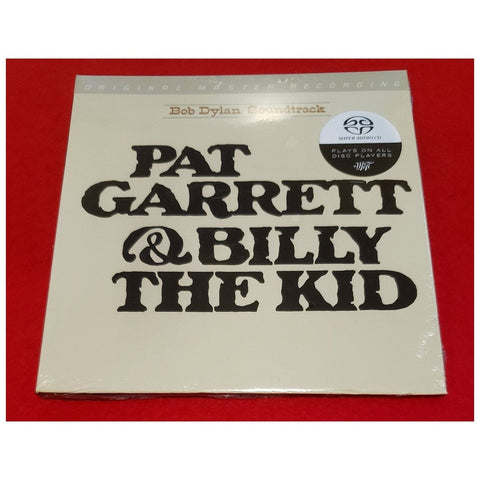 ORIGINAL MASTER RECORDING
Bob Dylan Soundtrack
SUPER AUDIO CD
PLAYS ON ALL
DISC PLAYERS
PAT
GARRETT
& BILLY
THE KID